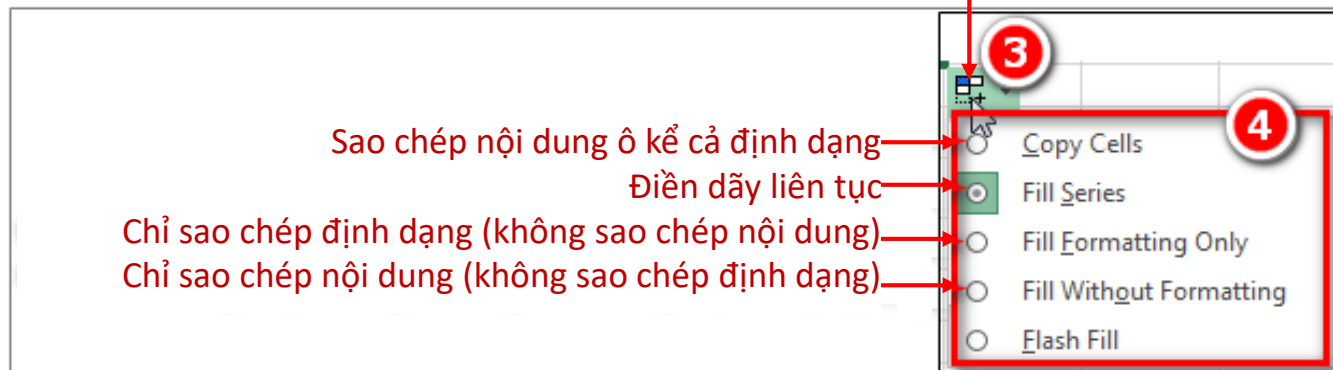 3
4
Sao chép nội dung ô kể cả định dạng
Copy Cells
Điền dãy liên tục
Fill Series
Chỉ sao chép định dạng (không sao chép nội dung)
Fill Formatting Only
Chỉ sao chép nội dung (không sao chép định dạng)
Fill Without Formatting
Flash Fill